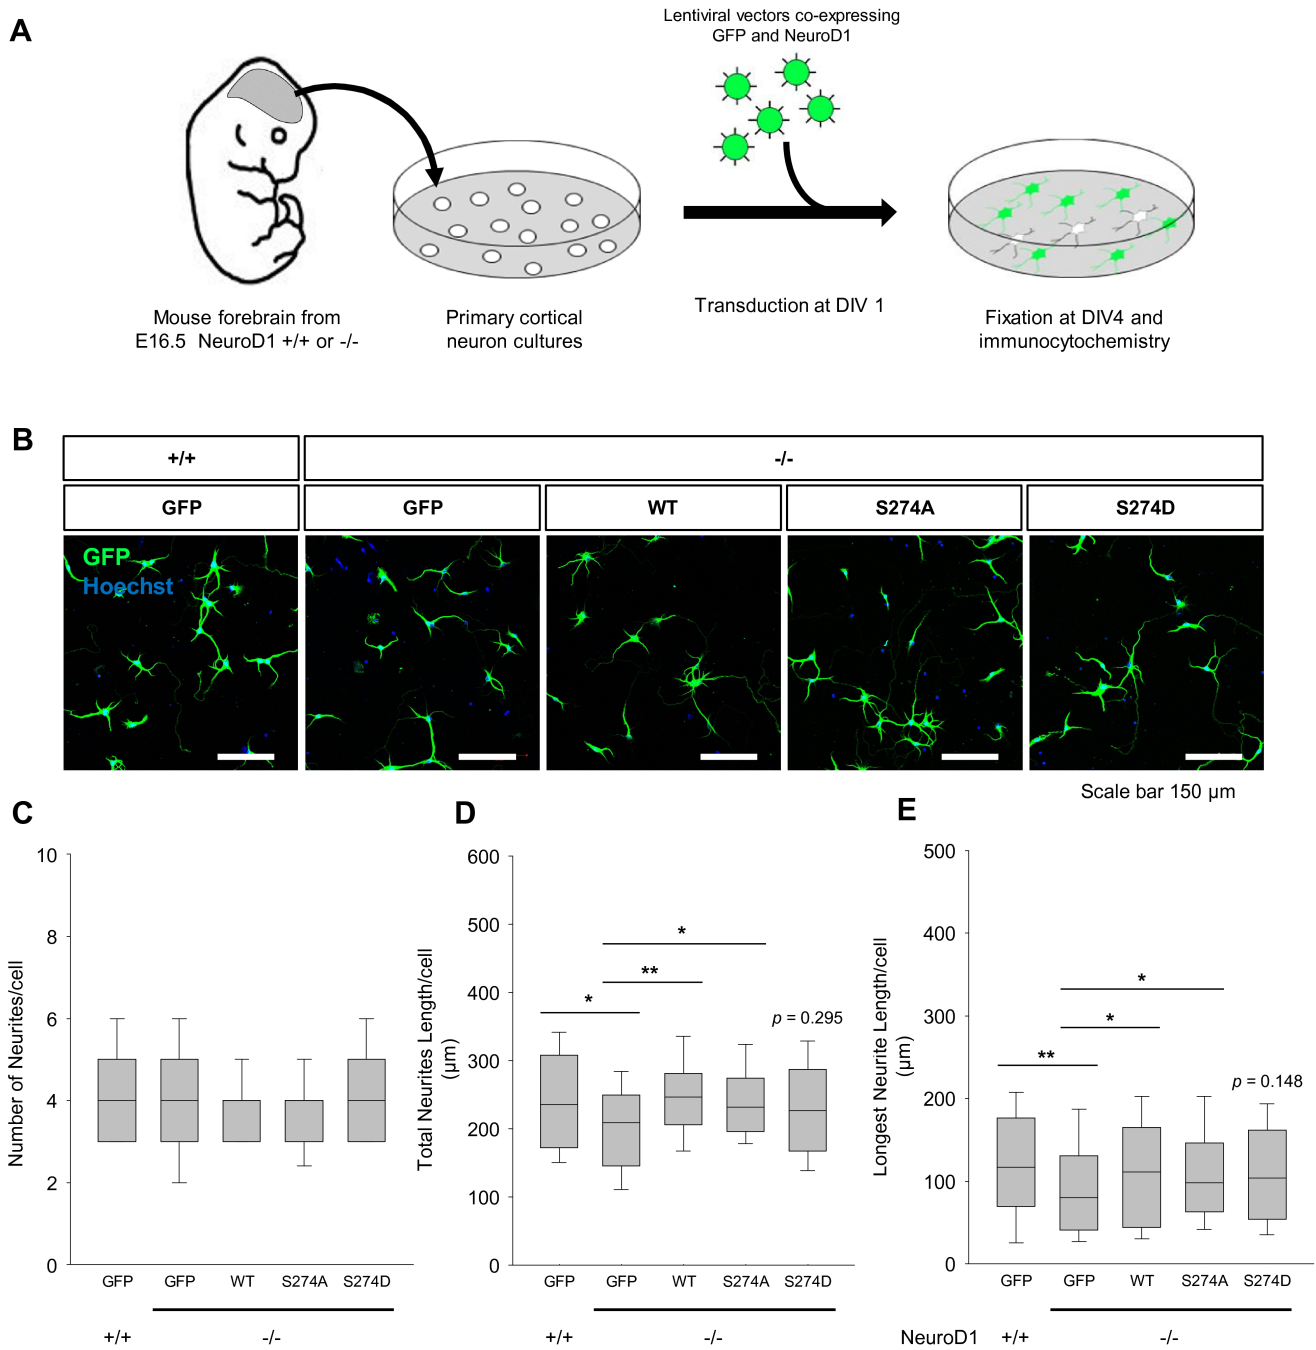 A
Lentiviral vectors co-expressing
GFP and NeuroD1
Mouse forebrain from
E16.5 NeuroD1 +/+ or -/-
Primary cortical
neuron cultures
Transduction at DIV 1
Fixation at DIV4 and
immunocytochemistry
B
+/+
-/-
GFP
GFP
WT
S274A
S274D
GFP
Hoechst
Scale bar 150 µm
C
Number of Neurites/cell
10
8
6
4
2
0
GFP
GFP
WT
S274A
S274D
+/+
-/-
D
Total Neurites Length/cell
(µm)
600
500
400
300
200
100
0
*
**
*
p = 0.295
GFP
GFP
WT
S274A
S274D
+/+
-/-
E
Longest Neurite Length/cell
(µm)
500
400
300
200
100
0
*
*
**
p = 0.148
GFP
GFP
WT
S274A
S274D
NeuroD1
+/+
-/-